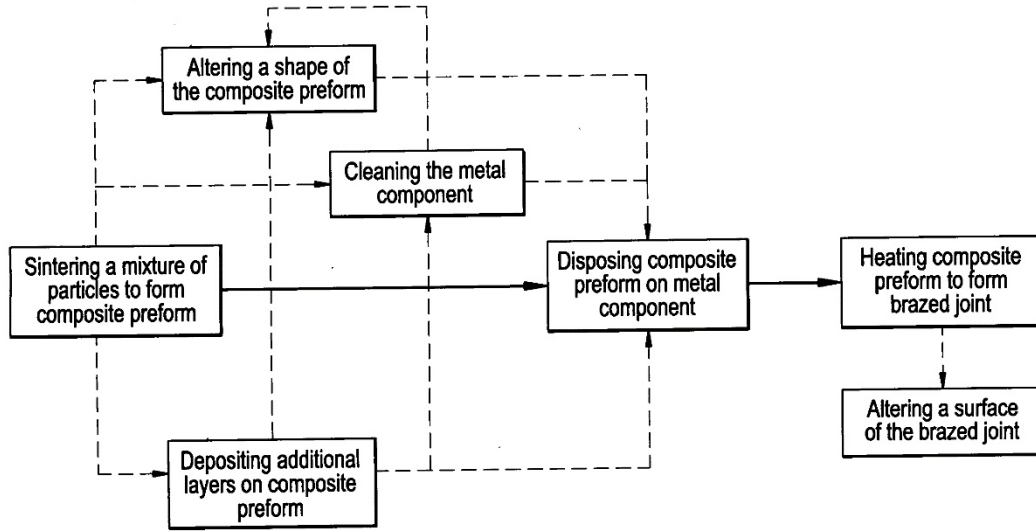 Altering a shape of
the composite preform
Cleaning the metal
component
Sintering a mixture of
particles to form
composite preform
Disposing composite
preform on metal
component
Heating composite
preform to form
brazed joint
Altering a surface
of the brazed joint
Depositing additional
layers on composite
preform